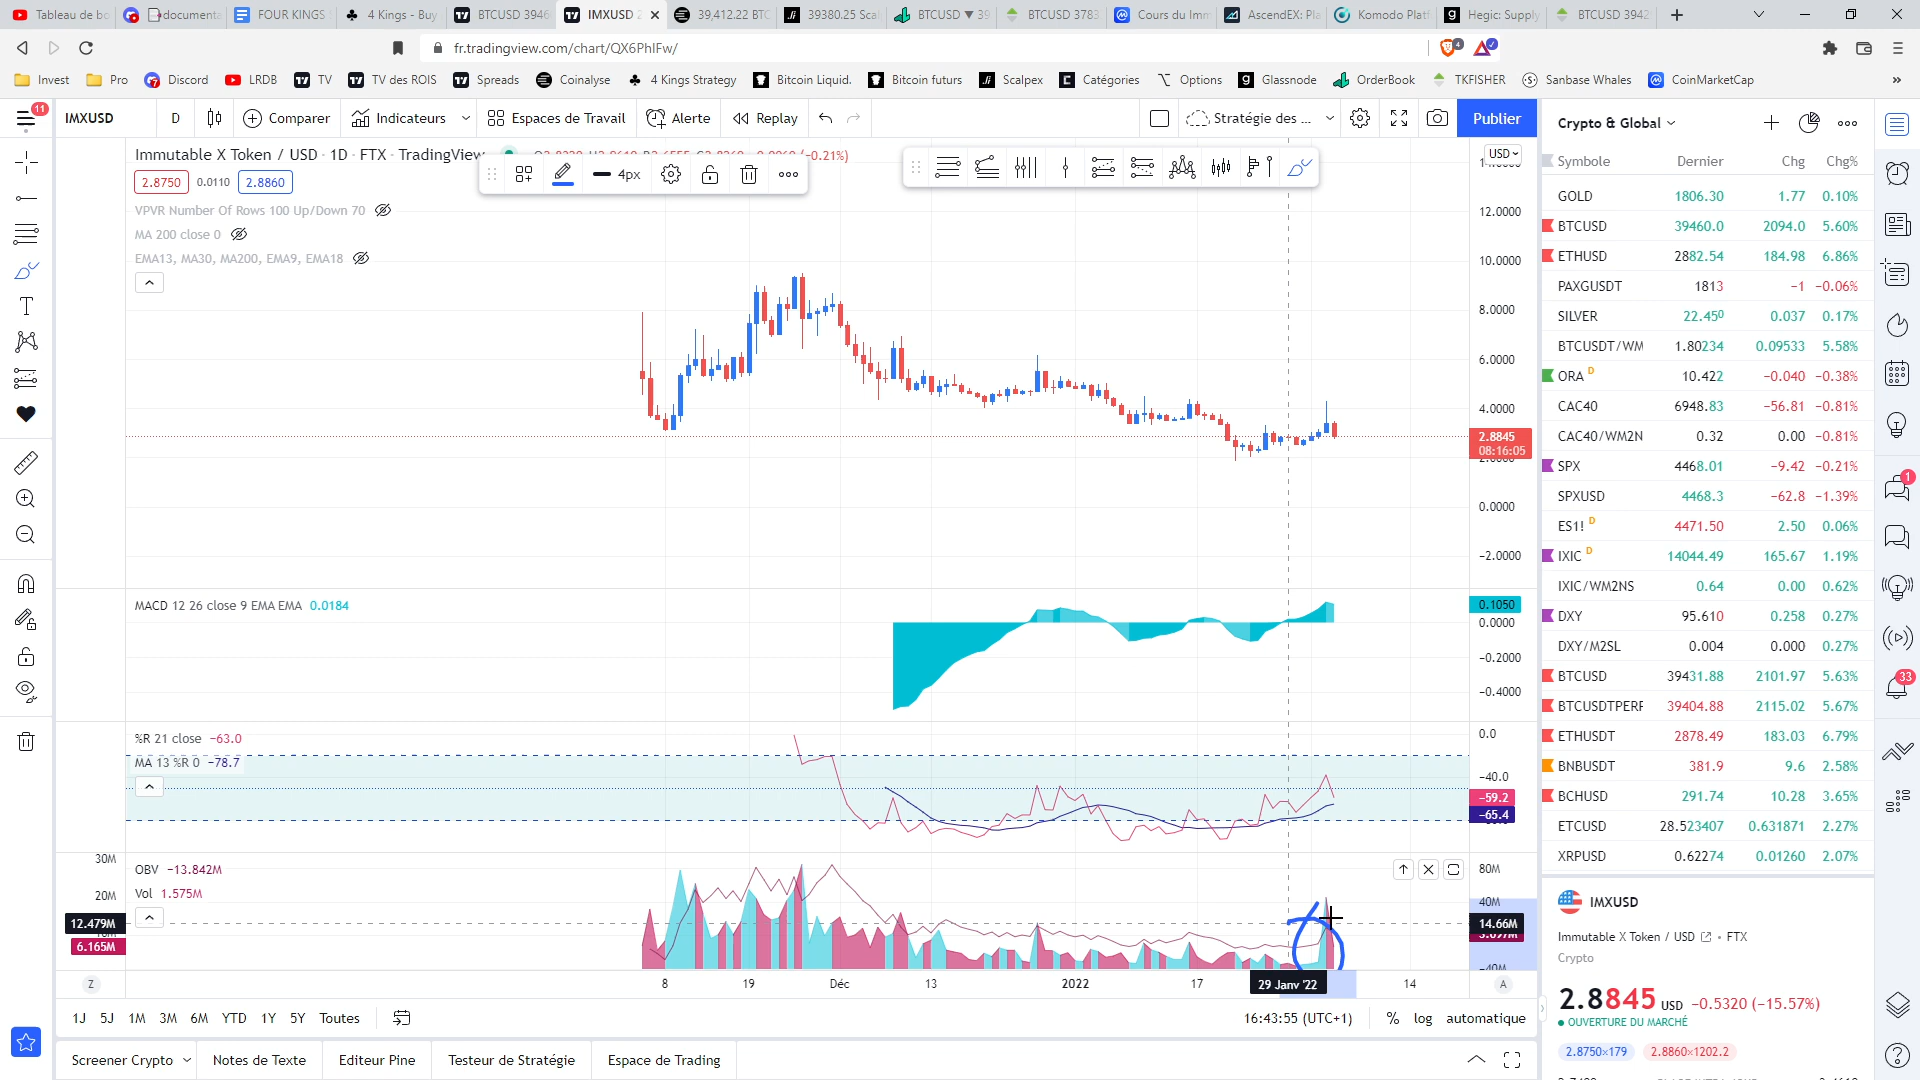 Tableau de bo
documenta
FOUR KINGS
4 Kings - Buy
BTCUSD 3946
IMXUSD 2
39,412.22 BTC
39380.25 Scal
BTCUSD ▼ 39
BTCUSD 3783
Cours du Imm
AscendEX: Pla
Komodo Platf
Hegic: Supply
BTCUSD 3942
fr.tradingview.com/chart/QX6PhIFw/
4
Invest
Pro
Discord
LRDB
TV
TV des ROIS
Spreads
Coinalyse
4 Kings Strategy
Bitcoin Liquid.
Bitcoin futurs
Scalpex
Catégories
Options
Glassnode
OrderBook
TKFISHER
Sanbase Whales
CoinMarketCap
»
11
IMXUSD
D
Comparer
Indicateurs
Espaces de Travail
Alerte
Replay
Stratégie des ...
Publier
Crypto & Global
Immutable X Token / USD · 1D · FTX · TradingView
(−0.21%)
4px
USD
2.8750
0.0110
2.8860
VPVR Number Of Rows 100 Up/Down 70
MA 200 close 0
EMA13, MA30, MA200, EMA9, EMA18
12.0000
10.0000
8.0000
6.0000
4.0000
2.8845
08:16:05
0.0000
−2.0000
MACD 12 26 close 9 EMA EMA 0.0184
0.1050
0.0000
−0.2000
−0.4000
%R 21 close −63.0
MA 13 %R 0 −78.7
0.0
−40.0
−59.2
−65.4
OBV −13.842M
Vol 1.575M
30M
20M
12.479M
6.165M
80M
40M
14.66M
−40M
Z
8
19
Déc
13
2022
17
29 Janv '22
14
A
1J
5J
1M
3M
6M
YTD
1Y
5Y
Toutes
16:43:55 (UTC+1)
%
log
automatique
Screener Crypto
Notes de Texte
Editeur Pine
Testeur de Stratégie
Espace de Trading
Symbole Dernier Chg Chg%
GOLD 1806.30 1.77 0.10%
BTCUSD 39460.0 2094.0 5.60%
ETHUSD 2882.54 184.98 6.86%
PAXGUSDT 1813 −1 −0.06%
SILVER 22.450 0.037 0.17%
BTCUSDT/WM 1.80234 0.09533 5.58%
ORA D 10.422 −0.040 −0.38%
CAC40 6948.83 −56.81 −0.81%
CAC40/WM2N 0.32 0.00 −0.81%
SPX 4468.01 −9.42 −0.21%
SPXUSD 4468.3 −62.8 −1.39%
ES1! D 4471.50 2.50 0.06%
IXIC D 14044.49 165.67 1.19%
IXIC/WM2NS 0.64 0.00 0.62%
DXY 95.610 0.258 0.27%
DXY/M2SL 0.004 0.000 0.27%
BTCUSD 39431.88 2101.97 5.63%
BTCUSDTPERF 39404.88 2115.02 5.67%
ETHUSDT 2878.49 183.03 6.79%
BNBUSDT 381.9 9.6 2.58%
BCHUSD 291.74 10.28 3.65%
ETCUSD 28.523407 0.631871 2.27%
XRPUSD 0.62274 0.01260 2.07%
IMXUSD
Immutable X Token / USD • FTX
Crypto
2.8845 USD −0.5320 (−15.57%)
OUVERTURE DU MARCHÉ
2.8750×179 2.8860×1202.2
1
33